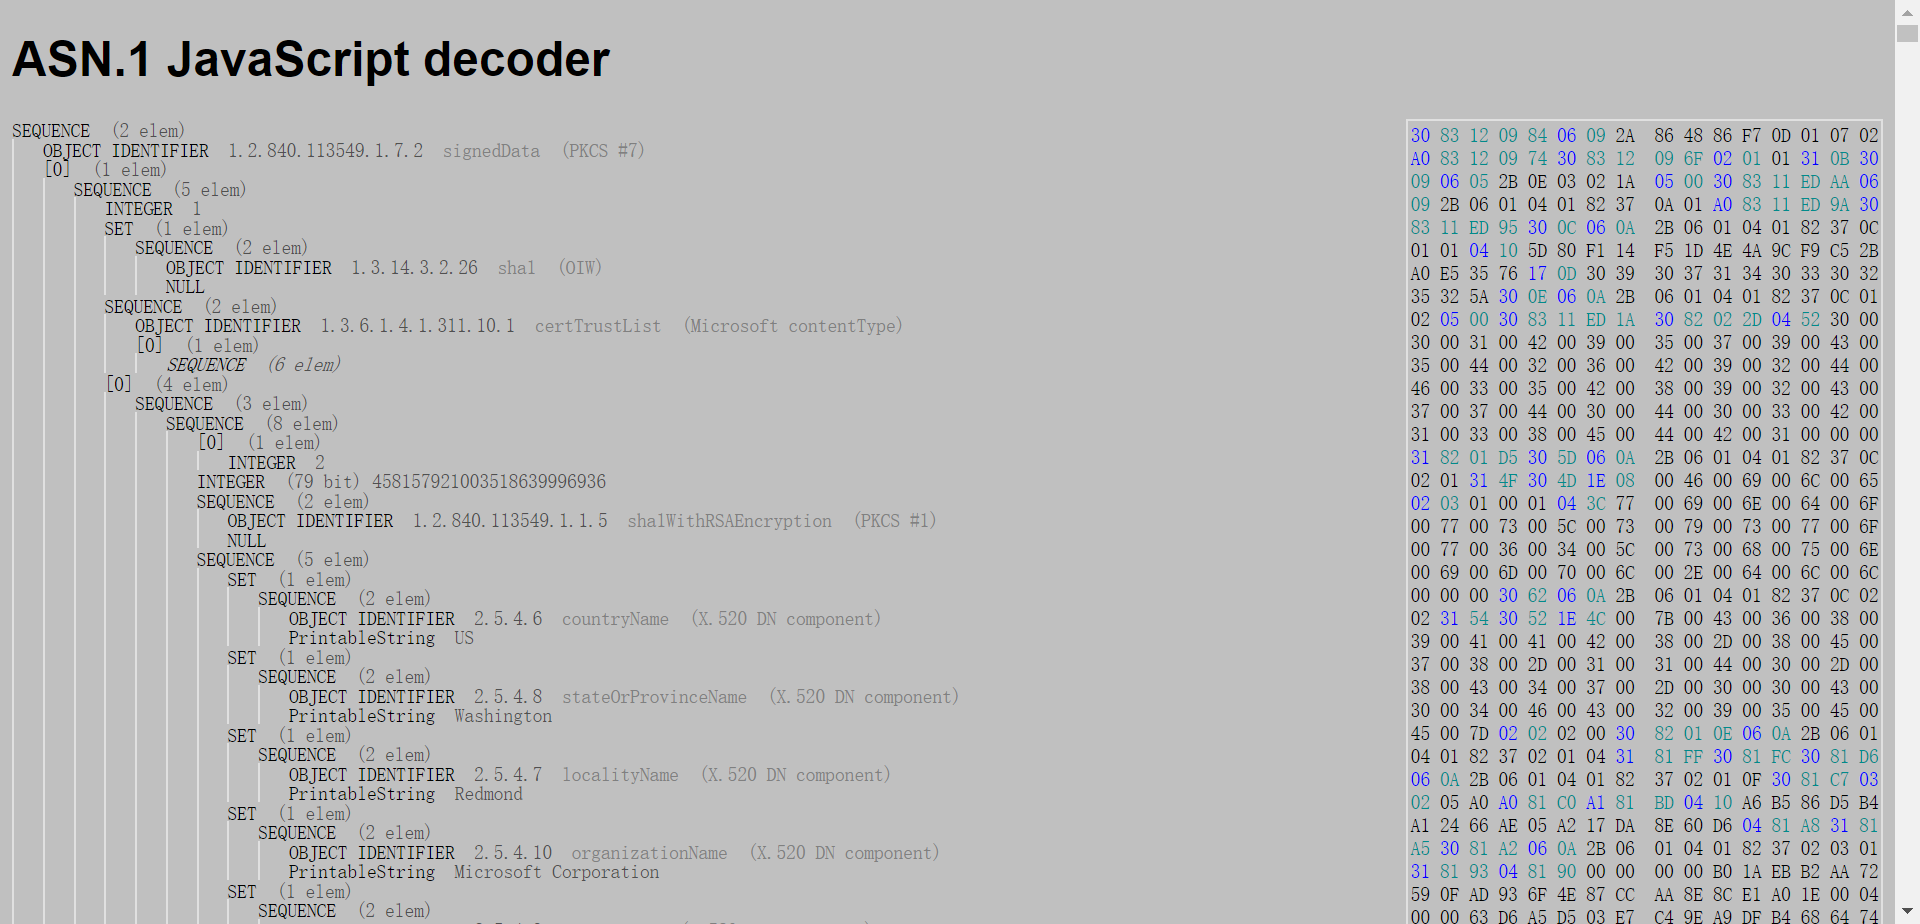 ASN.1 JavaScript decoder
SEQUENCE (2 elem)
OBJECT IDENTIFIER 1.2.840.113549.1.7.2 signedData (PKCS #7)
[0] (1 elem)
SEQUENCE (5 elem)
INTEGER 1
SET (1 elem)
SEQUENCE (2 elem)
OBJECT IDENTIFIER 1.3.14.3.2.26 sha1 (OIW)
NULL
SEQUENCE (2 elem)
OBJECT IDENTIFIER 1.3.6.1.4.1.311.10.1 certTrustList (Microsoft contentType)
[0] (1 elem)
SEQUENCE (6 elem)
[0] (4 elem)
SEQUENCE (3 elem)
SEQUENCE (8 elem)
[0] (1 elem)
INTEGER 2
INTEGER (79 bit) 458157921003518639996936
SEQUENCE (2 elem)
OBJECT IDENTIFIER 1.2.840.113549.1.1.5 sha1WithRSAEncryption (PKCS #1)
NULL
SEQUENCE (5 elem)
SET (1 elem)
SEQUENCE (2 elem)
OBJECT IDENTIFIER 2.5.4.6 countryName (X.520 DN component)
PrintableString US
SET (1 elem)
SEQUENCE (2 elem)
OBJECT IDENTIFIER 2.5.4.8 stateOrProvinceName (X.520 DN component)
PrintableString Washington
SET (1 elem)
SEQUENCE (2 elem)
OBJECT IDENTIFIER 2.5.4.7 localityName (X.520 DN component)
PrintableString Redmond
SET (1 elem)
SEQUENCE (2 elem)
OBJECT IDENTIFIER 2.5.4.10 organizationName (X.520 DN component)
PrintableString Microsoft Corporation
SET (1 elem)
SEQUENCE (2 elem)
30 83 12 09 84 06 09 2A 86 48 86 F7 0D 01 07 02
A0 83 12 09 74 30 83 12 09 6F 02 01 01 31 0B 30
09 06 05 2B 0E 03 02 1A 05 00 30 83 11 ED AA 06
09 2B 06 01 04 01 82 37 0A 01 A0 83 11 ED 9A 30
83 11 ED 95 30 0C 06 0A 2B 06 01 04 01 82 37 0C
01 01 04 10 5D 80 F1 14 F5 1D 4E 4A 9C F9 C5 2B
A0 E5 35 76 17 0D 30 39 30 37 31 34 30 33 30 32
35 32 5A 30 0E 06 0A 2B 06 01 04 01 82 37 0C 01
02 05 00 30 83 11 ED 1A 30 82 02 2D 04 52 30 00
30 00 31 00 42 00 39 00 35 00 37 00 39 00 43 00
35 00 44 00 32 00 36 00 42 00 39 00 32 00 44 00
46 00 33 00 35 00 42 00 38 00 39 00 32 00 43 00
37 00 37 00 44 00 30 00 44 00 30 00 33 00 42 00
31 00 33 00 38 00 45 00 44 00 42 00 31 00 00 00
31 82 01 D5 30 5D 06 0A 2B 06 01 04 01 82 37 0C
02 01 31 4F 30 4D 1E 08 00 46 00 69 00 6C 00 65
02 03 01 00 01 04 3C 77 00 69 00 6E 00 64 00 6F
00 77 00 73 00 5C 00 73 00 79 00 73 00 77 00 6F
00 77 00 36 00 34 00 5C 00 73 00 68 00 75 00 6E
00 69 00 6D 00 70 00 6C 00 2E 00 64 00 6C 00 6C
00 00 00 30 62 06 0A 2B 06 01 04 01 82 37 0C 02
02 31 54 30 52 1E 4C 00 7B 00 43 00 36 00 38 00
39 00 41 00 41 00 42 00 38 00 2D 00 38 00 45 00
37 00 38 00 2D 00 31 00 31 00 44 00 30 00 2D 00
38 00 43 00 34 00 37 00 2D 00 30 00 30 00 43 00
30 00 34 00 46 00 43 00 32 00 39 00 35 00 45 00
45 00 7D 02 02 02 00 30 82 01 0E 06 0A 2B 06 01
04 01 82 37 02 01 04 31 81 FF 30 81 FC 30 81 D6
06 0A 2B 06 01 04 01 82 37 02 01 0F 30 81 C7 03
02 05 A0 A0 81 C0 A1 81 BD 04 10 A6 B5 86 D5 B4
A1 24 66 AE 05 A2 17 DA 8E 60 D6 04 81 A8 31 81
A5 30 81 A2 06 0A 2B 06 01 04 01 82 37 02 03 01
31 81 93 04 81 90 00 00 00 00 B0 1A EB B2 AA 72
59 0F AD 93 6F 4E 87 CC AA 8E 8C E1 A0 1E 00 04
00 00 63 D6 A5 D5 03 E7 C4 9E A9 DF B4 68 64 74